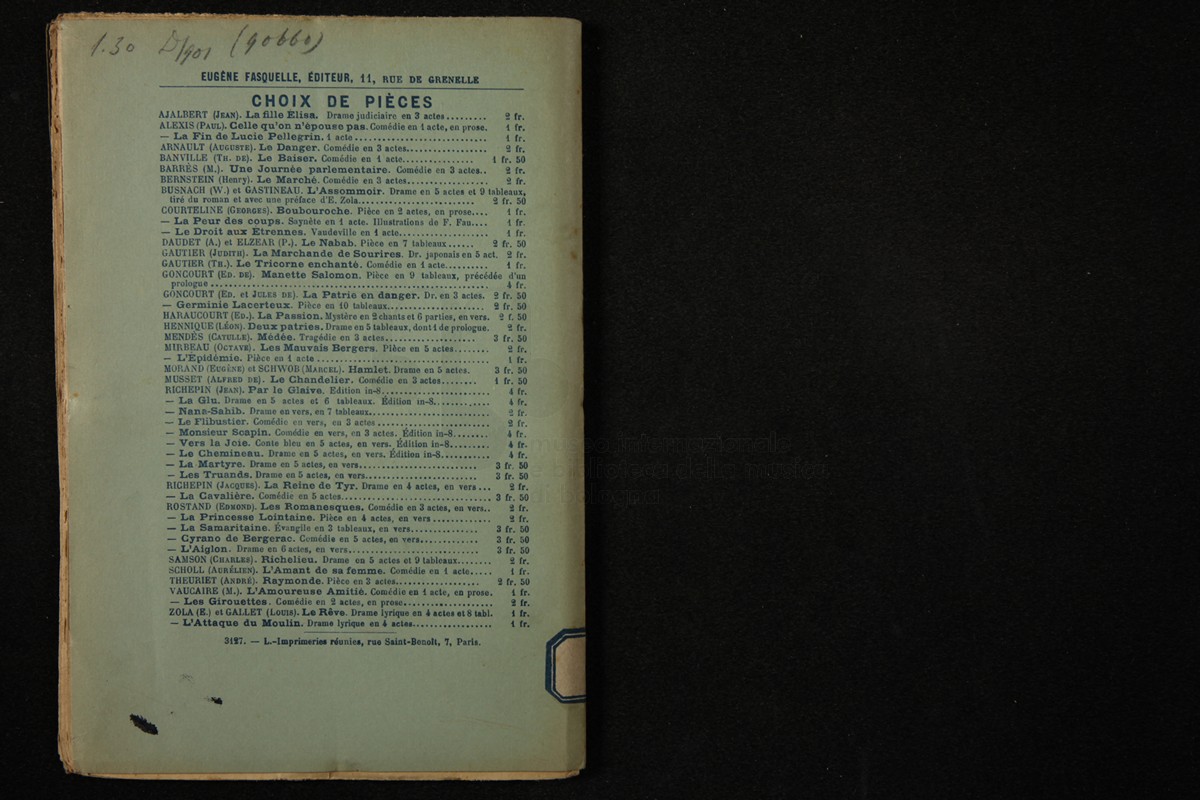 1.30 D/901 (90660)
EUGÈNE FASQUELLE, ÉDITEUR, 11, RUE DE GRENELLE
CHOIX DE PIÈCES
AJALBERT (JEAN). La fille Elisa. Drame judiciaire en 3 actes......... 2 fr.
ALEXIS (PAUL). Celle qu'on n'épouse pas. Comédie en 1 acte, en prose. 1 fr.
— La Fin de Lucie Pellegrin. 1 acte........................ 1 fr.
ARNAULT (AUGUSTE). Le Danger. Comédie en 3 actes................. 2 fr.
BANVILLE (TH. DE). Le Baiser. Comédie en 1 acte............... 1 fr. 50
BARRÈS (M.). Une Journée parlementaire. Comédie en 3 actes.. 2 fr.
BERNSTEIN (Henry). Le Marché. Comédie en 3 actes................. 2 fr.
BUSNACH (W.) et GASTINEAU. L'Assommoir. Drame en 5 actes et 9 tableaux,
tiré du roman et avec une préface d'E. Zola........................ 2 fr. 50
COURTELINE (GEORGES). Boubouroche. Pièce en 2 actes, en prose.... 1 fr.
— La Peur des coups. Saynète en 1 acte. Illustrations de F. Fau.... 1 fr.
— Le Droit aux Etrennes. Vaudeville en 1 acte................... 1 fr.
DAUDET (A.) et ELZEAR (P.). Le Nabab. Pièce en 7 tableaux...... 2 fr. 50
GAUTIER (JUDITH). La Marchande de Sourires. Dr. japonais en 5 act. 2 fr.
GAUTIER (TH.). Le Tricorne enchanté. Comédie en 1 acte.......... 1 fr.
GONCOURT (ED. DE). Manette Salomon. Pièce en 9 tableaux, précédée d'un
prologue........................................................ 4 fr.
GONCOURT (ED. et JULES DE). La Patrie en danger. Dr. en 3 actes. 2 fr. 50
— Germinie Lacerteux. Pièce en 10 tableaux.................... 2 fr. 50
HARAUCOURT (ED.). La Passion. Mystère en 2 chants et 6 parties, en vers. 2 f. 50
HENNIQUE (LÉON). Deux patries. Drame en 5 tableaux, dont 1 de prologue. 2 fr.
MENDÈS (CATULLE). Médée. Tragédie en 3 actes................... 3 fr. 50
MIRBEAU (OCTAVE). Les Mauvais Bergers. Pièce en 5 actes........ 2 fr.
— L'Epidémie. Pièce en 1 acte................................ 1 fr.
MORAND (EUGÈNE) et SCHWOB (MARCEL). Hamlet. Drame en 5 actes. 3 fr. 50
MUSSET (ALFRED DE). Le Chandelier. Comédie en 3 actes........ 1 fr. 50
RICHEPIN (JEAN). Par le Glaive. Edition in-8...................... 4 fr.
— La Glu. Drame en 5 actes et 6 tableaux. Édition in-8........... 4 fr.
— Nana-Sahib. Drame en vers, en 7 tableaux......................... 2 fr.
— Le Flibustier. Comédie en vers, en 3 actes...................... 2 fr.
— Monsieur Scapin. Comédie en vers, en 3 actes. Édition in-8........ 4 fr.
— Vers la Joie. Conte bleu en 5 actes, en vers. Édition in-8......... 4 fr.
— Le Chemineau. Drame en 5 actes, en vers. Édition in-8........... 4 fr.
— La Martyre. Drame en 5 actes, en vers........................ 3 fr. 50
— Les Truands. Drame en 5 actes, en vers........................ 3 fr. 50
RICHEPIN (JACQUES). La Reine de Tyr. Drame en 4 actes, en vers... 2 fr.
— La Cavalière. Comédie en 5 actes............................... 3 fr. 50
ROSTAND (EDMOND). Les Romanesques. Comédie en 3 actes, en vers.. 2 fr.
— La Princesse Lointaine. Pièce en 4 actes, en vers............. 2 fr.
— La Samaritaine. Évangile en 3 tableaux, en vers............... 3 fr. 50
— Cyrano de Bergerac. Comédie en 5 actes, en vers............. 3 fr. 50
— L'Aiglon. Drame en 6 actes, en vers............................. 3 fr. 50
SAMSON (CHARLES). Richelieu. Drame en 5 actes et 9 tableaux........ 2 fr.
SCHOLL (AURÉLIEN). L'Amant de sa femme. Comédie en 1 acte..... 1 fr.
THEURIET (ANDRÉ). Raymonde. Pièce en 3 actes.................. 2 fr. 50
VAUCAIRE (M.). L'Amoureuse Amitié. Comédie en 1 acte, en prose. 1 fr.
— Les Girouettes. Comédie en 2 actes, en prose................... 2 fr.
ZOLA (E.) et GALLET (LOUIS). Le Rêve. Drame lyrique en 4 actes et 8 tabl. 1 fr.
— L'Attaque du Moulin. Drame lyrique en 4 actes................. 1 fr.
3127. — L.-Imprimeries réunies, rue Saint-Benoît, 7, Paris.